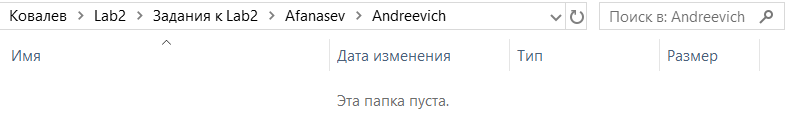 Ковалев > Lab2 > Задания к Lab2 > Afanasev > Andreevich Поиск в: Andreevich
Имя Дата изменения Тип Размер
Эта папка пуста.